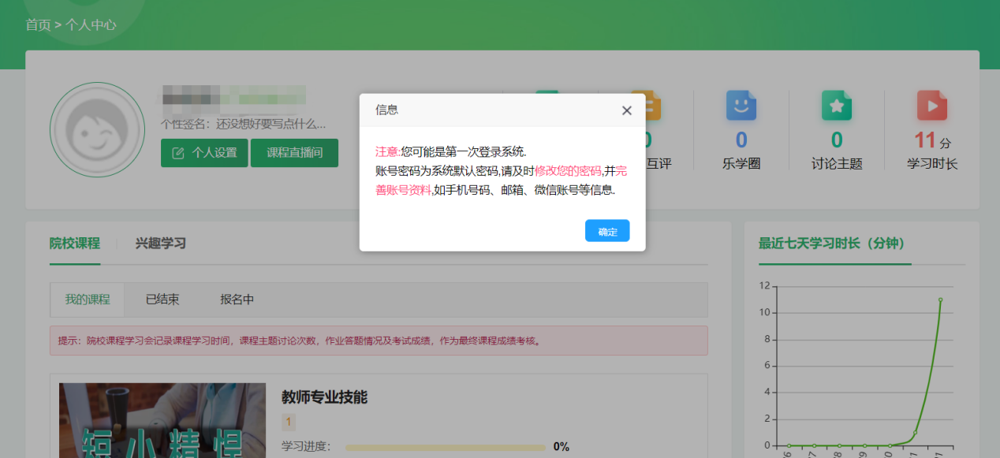 首页 > 个人中心
个性签名：还没想好要写点什么...
个人设置
课程直播间
信息
注意:您可能是第一次登录系统.
账号密码为系统默认密码,请及时修改您的密码,并完
善账号资料,如手机号码、邮箱、微信账号等信息.
确定
0
互评
0
乐学圈
0
讨论主题
11 分
学习时长
院校课程
兴趣学习
我的课程
已结束
报名中
提示：院校课程学习会记录课程学习时间，课程主题讨论次数，作业答题情况及考试成绩，作为最终课程成绩考核。
短小精悍
教师专业技能
1
学习进度：
0%
最近七天学习时长（分钟）
12
10
8
6
4
2
0